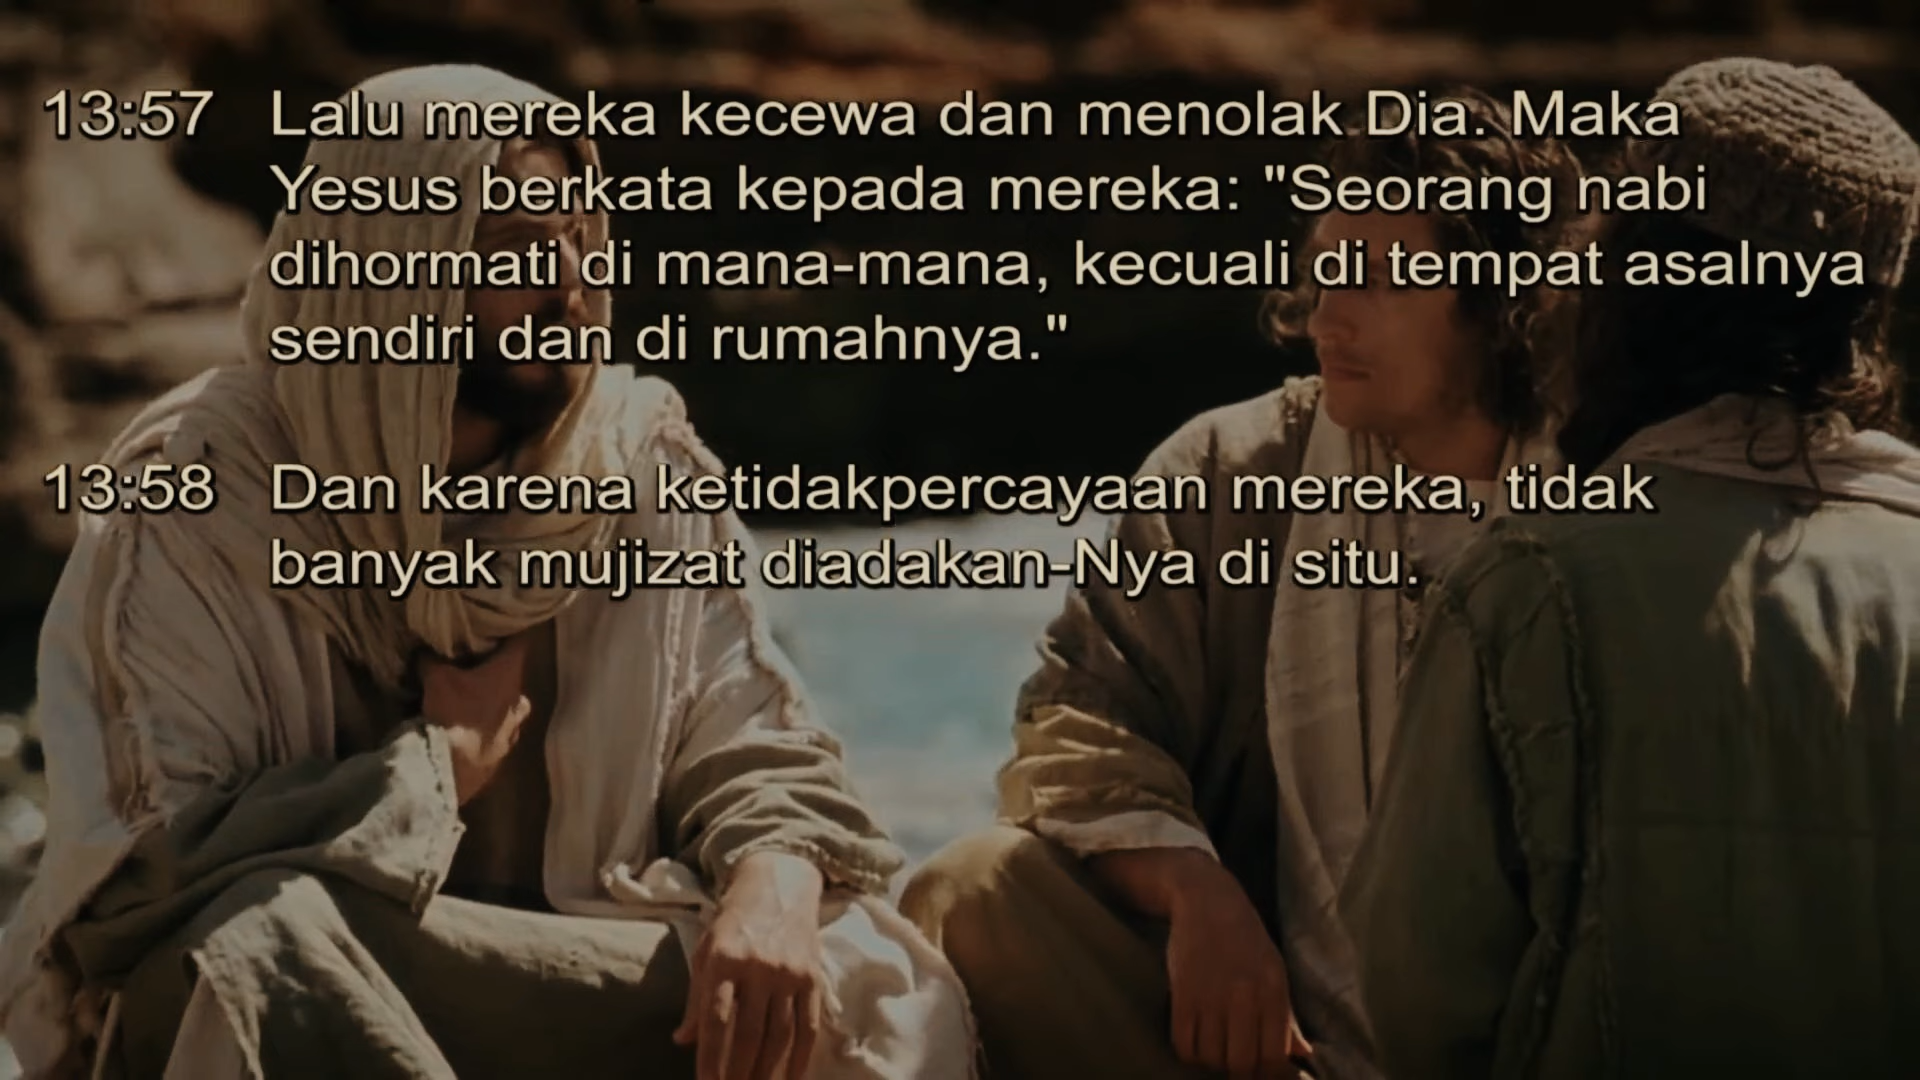 13:57 Lalu mereka kecewa dan menolak Dia. Maka
Yesus berkata kepada mereka: "Seorang nabi
dihormati di mana-mana, kecuali di tempat asalnya
sendiri dan di rumahnya."
13:58 Dan karena ketidakpercayaan mereka, tidak
banyak mujizat diadakan-Nya di situ.